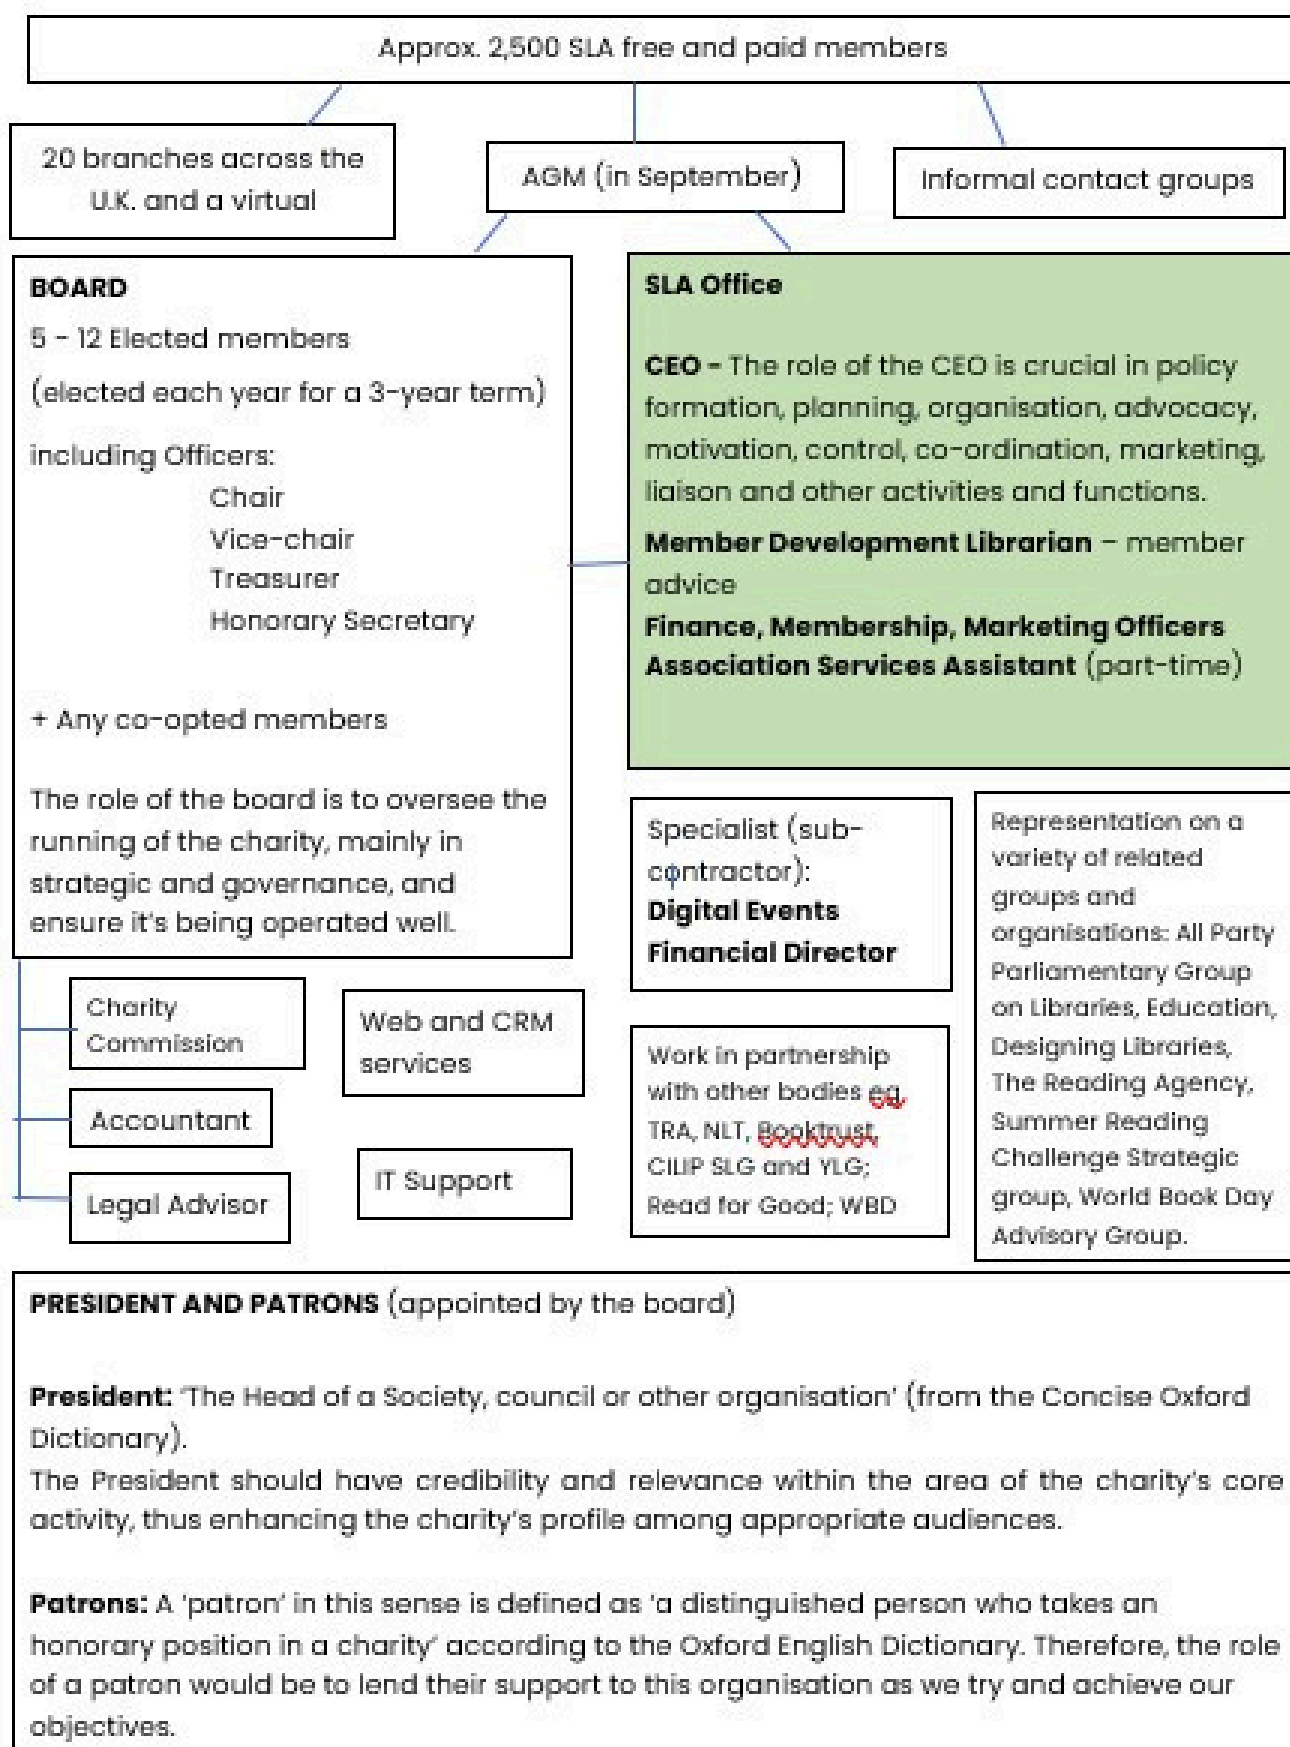 Approx. 2,500 SLA free and paid members
20 branches across the
U.K. and a virtual
AGM (in September)
Informal contact groups
BOARD
5 – 12 Elected members
(elected each year for a 3-year term)
including Officers:
Chair
Vice-chair
Treasurer
Honorary Secretary
+ Any co-opted members
The role of the board is to oversee the
running of the charity, mainly in
strategic and governance, and
ensure it's being operated well.
SLA Office
CEO - The role of the CEO is crucial in policy
formation, planning, organisation, advocacy,
motivation, control, co-ordination, marketing,
liaison and other activities and functions.
Member Development Librarian – member
advice
Finance, Membership, Marketing Officers
Association Services Assistant (part-time)
Specialist (sub-
contractor):
Digital Events
Financial Director
Representation on a
variety of related
groups and
organisations: All Party
Parliamentary Group
on Libraries, Education,
Designing Libraries,
The Reading Agency,
Summer Reading
Challenge Strategic
group, World Book Day
Advisory Group.
Charity
Commission
Accountant
Legal Advisor
Web and CRM
services
IT Support
Work in partnership
with other bodies eg.
TRA, NLT, Booktrust,
CILIP SLG and YLG;
Read for Good; WBD
PRESIDENT AND PATRONS (appointed by the board)
President: 'The Head of a Society, council or other organisation' (from the Concise Oxford
Dictionary).
The President should have credibility and relevance within the area of the charity's core
activity, thus enhancing the charity's profile among appropriate audiences.
Patrons: A 'patron' in this sense is defined as 'a distinguished person who takes an
honorary position in a charity' according to the Oxford English Dictionary. Therefore, the role
of a patron would be to lend their support to this organisation as we try and achieve our
objectives.